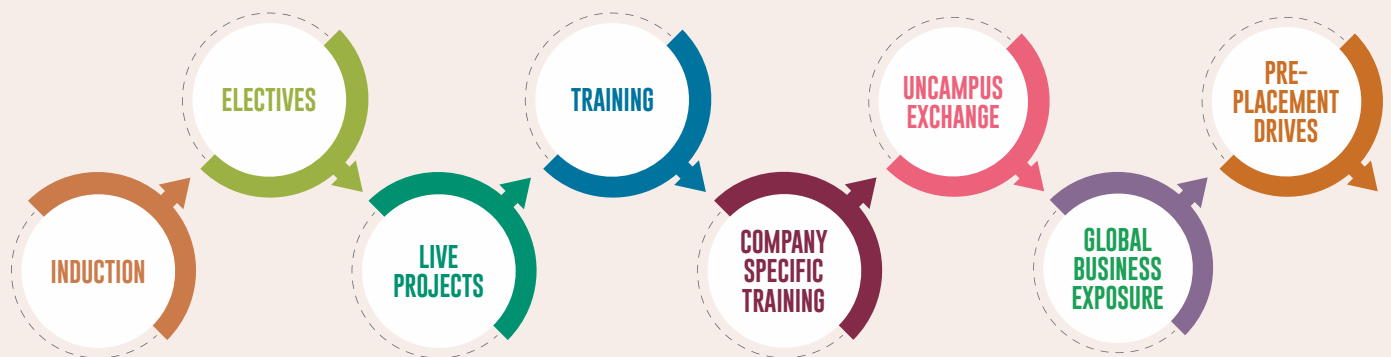 INDUCTION
ELECTIVES
LIVE
PROJECTS
TRAINING
COMPANY
SPECIFIC
TRAINING
UNCAMPUS
EXCHANGE
GLOBAL
BUSINESS
EXPOSURE
PRE-
PLACEMENT
DRIVES